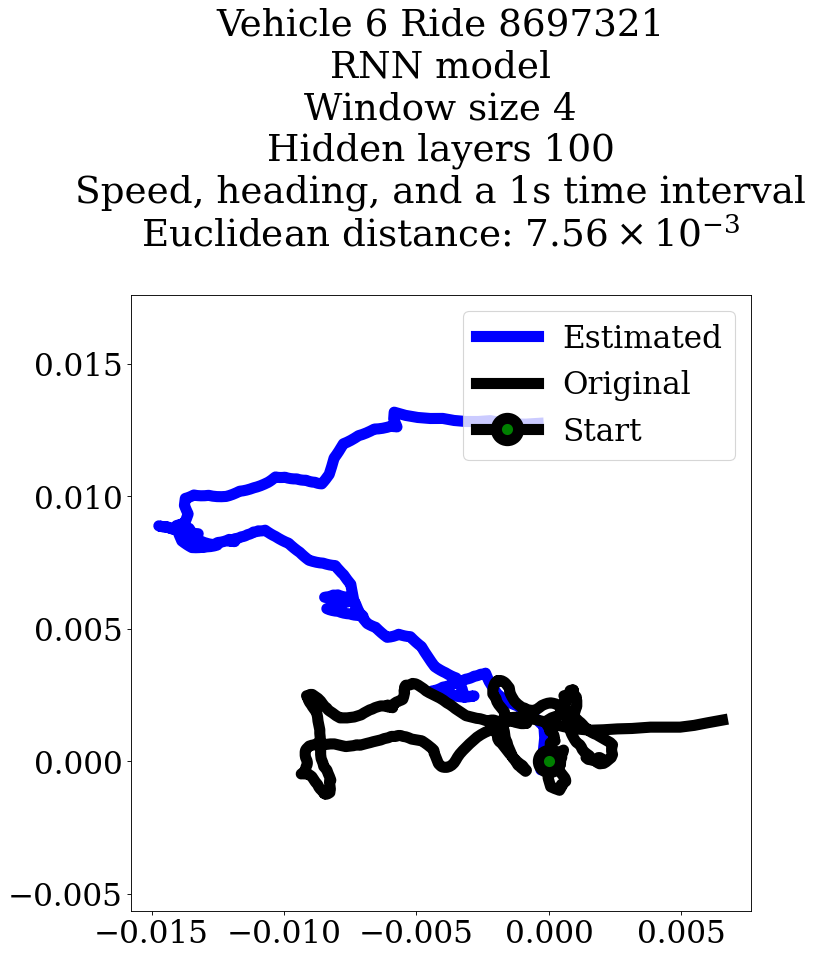 Vehicle 6 Ride 8697321
RNN model
Window size 4
Hidden layers 100
Speed, heading, and a 1s time interval
Euclidean distance: 7.56 × 10⁻³
Estimated
Original
Start
0.015
0.010
0.005
0.000
−0.005
−0.015 −0.010 −0.005 0.000 0.005